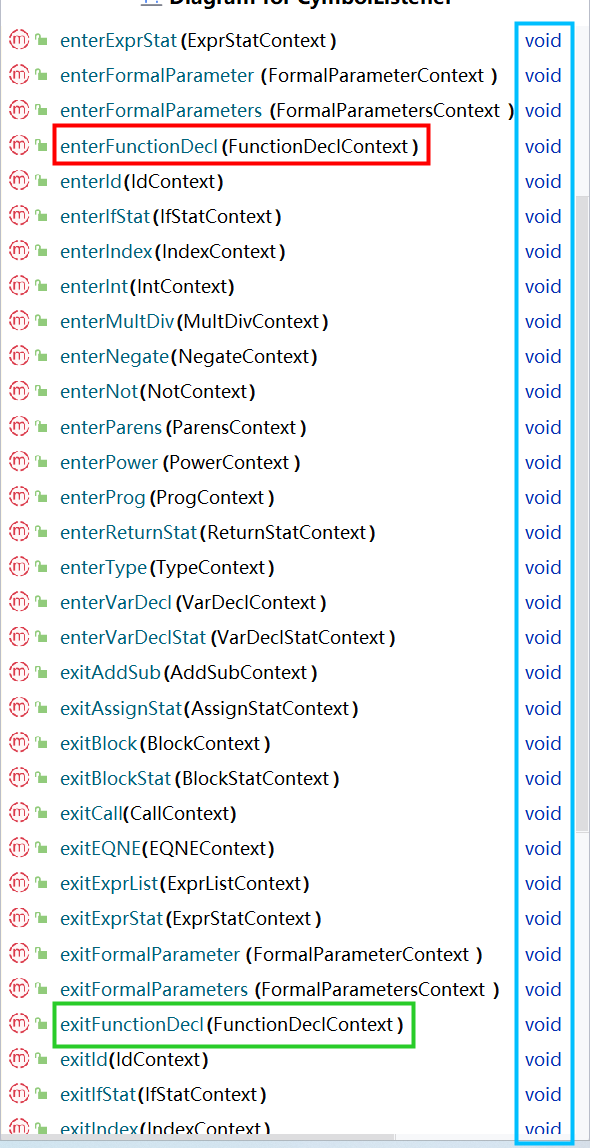 Diagram for CymbolListener
enterExprStat(ExprStatContext) void
enterFormalParameter (FormalParameterContext ) void
enterFormalParameters (FormalParametersContext ) void
enterFunctionDecl(FunctionDeclContext) void
enterId(IdContext) void
enterIfStat(IfStatContext) void
enterIndex(IndexContext) void
enterInt(IntContext) void
enterMultDiv(MultDivContext) void
enterNegate(NegateContext) void
enterNot(NotContext) void
enterParens(ParensContext) void
enterPower (PowerContext ) void
enterProg(ProgContext) void
enterReturnStat(ReturnStatContext) void
enterType(TypeContext) void
enterVarDecl(VarDeclContext) void
enterVarDeclStat (VarDeclStatContext) void
exitAddSub(AddSubContext) void
exitAssignStat(AssignStatContext) void
exitBlock(BlockContext) void
exitBlockStat(BlockStatContext) void
exitCall(CallContext) void
exitEQNE(EQNEContext) void
exitExprList(ExprListContext) void
exitExprStat(ExprStatContext) void
exitFormalParameter (FormalParameterContext ) void
exitFormalParameters (FormalParametersContext ) void
exitFunctionDecl(FunctionDeclContext) void
exitId(IdContext) void
exitIfStat(IfStatContext) void
exitIndex(IndexContext) void